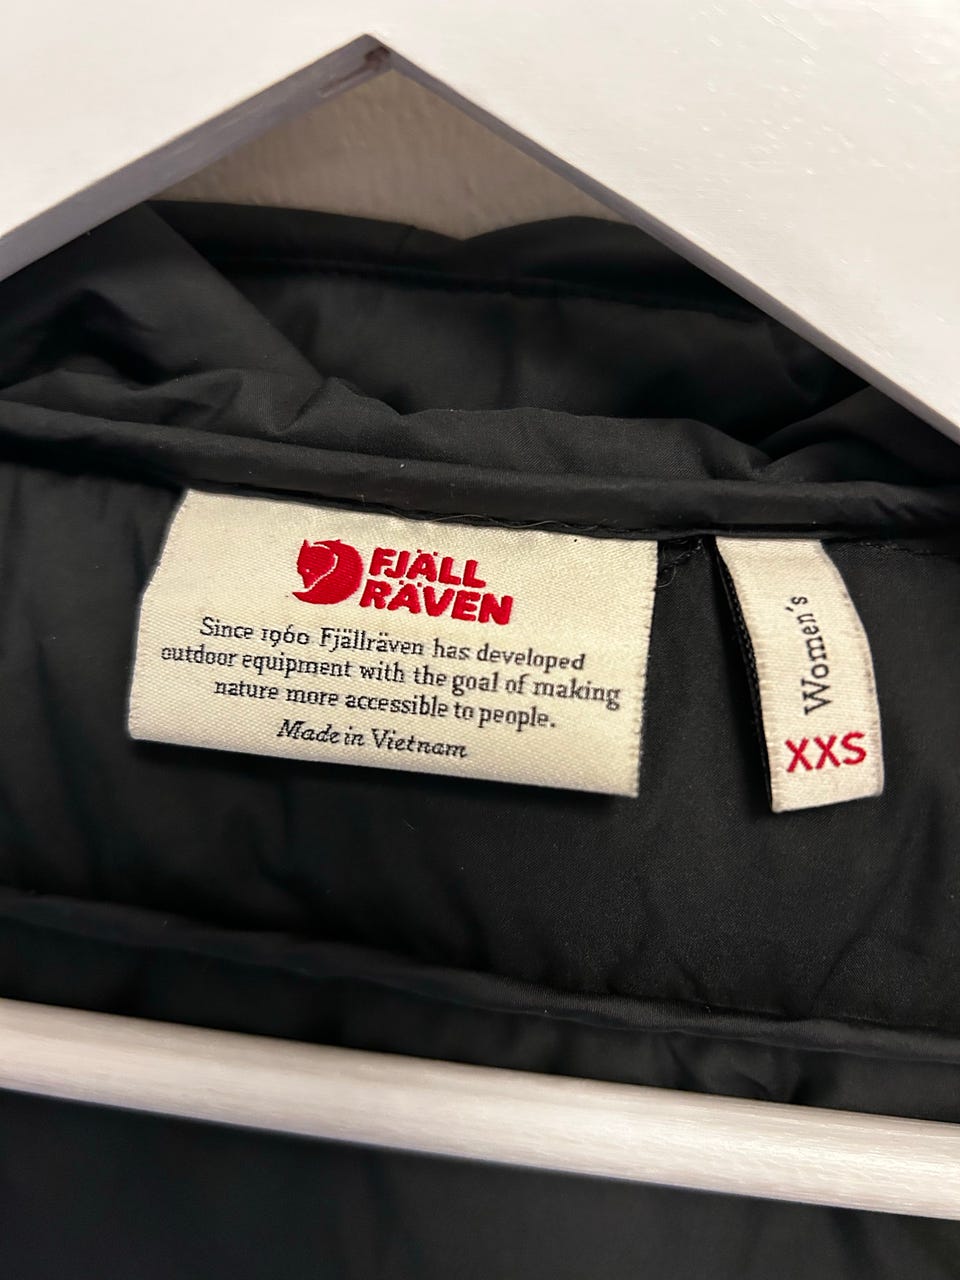 FJÄLL
RÄVEN
Since 1960 Fjällräven has developed
outdoor equipment with the goal of making
nature more accessible to people.
Made in Vietnam
Women's
XXS